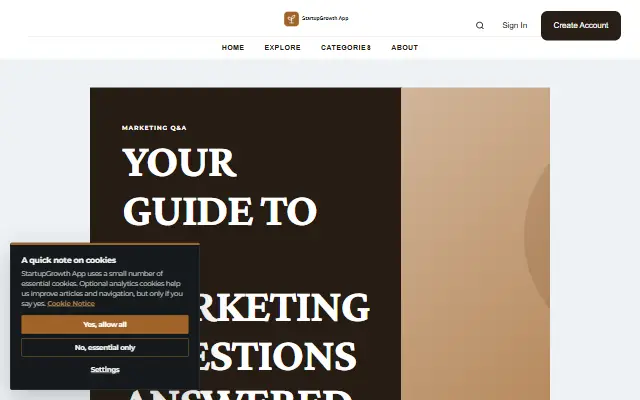 StartupGrowth App
Sign In
Create Account
HOME
EXPLORE
CATEGORIES
ABOUT
MARKETING Q&A
YOUR
GUIDE TO
RKETING
ESTIONS
ANSWERED
A quick note on cookies
StartupGrowth App uses a small number of
essential cookies. Optional analytics cookies help
us improve articles and navigation, but only if you
say yes. Cookie Notice
Yes, allow all
No, essential only
Settings